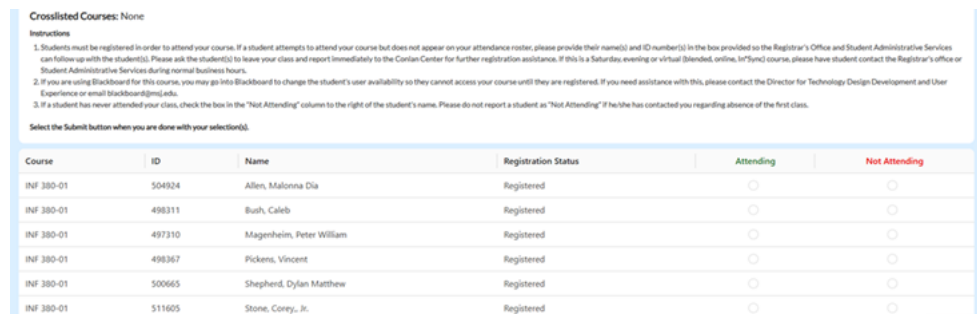 Crosslisted Courses: None
Instructions
1. Students must be registered in order to attend your course. If a student attempts to attend your course but does not appear on your attendance roster, please provide their name(s) and ID number(s) in the box provided so the Registrar's Office and Student Administrative Services
can follow up with the student(s). Please ask the student(s) to leave your class and report immediately to the Conlan Center for further registration assistance. If this is a Saturday, evening or virtual (blended, online, In*Sync) course, please have student contact the Registrar's office or
Student Administrative Services during normal business hours.
2. If you are using Blackboard for this course, you may go into Blackboard to change the student's user availability so they cannot access your course until they are registered. If you need assistance with this, please contact the Director for Technology Design Development and User
Experience or email blackboard@msj.edu.
3. If a student has never attended your class, check the box in the "Not Attending" column to the right of the student's name. Please do not report a student as "Not Attending" if he/she has contacted you regarding absence of the first class.
Select the Submit button when you are done with your selection(s).
Course ID Name Registration Status Attending Not Attending
INF 380-01 504924 Allen, Malonna Dia Registered
INF 380-01 498311 Bush, Caleb Registered
INF 380-01 497310 Magenheim, Peter William Registered
INF 380-01 498367 Pickens, Vincent Registered
INF 380-01 500665 Shepherd, Dylan Matthew Registered
INF 380-01 511605 Stone, Corey,, Jr. Registered